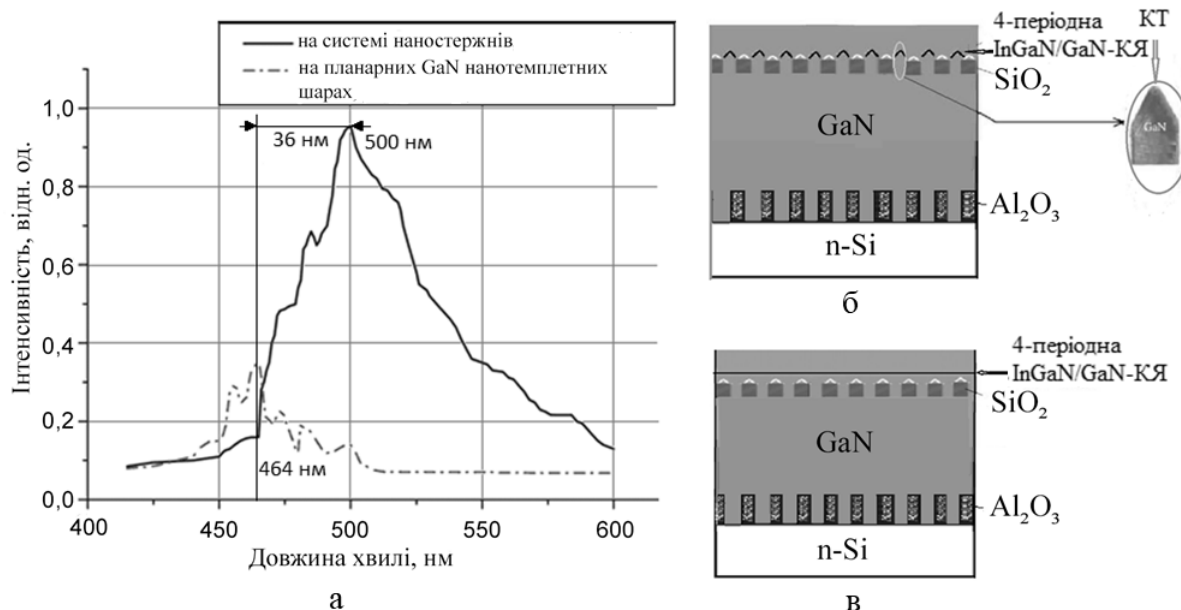 на системі наностержнів
на планарних GaN нанотемплетних
шарах
1,0
0,8
0,6
0,4
0,2
0,0
Інтенсивність, відн. од.
36 нм
500 нм
464 нм
400
450
500
550
600
Довжина хвилі, нм
а
4-періодна
InGaN/GaN-КЯ
КТ
SiO₂
GaN
GaN
Al₂O₃
n-Si
б
4-періодна
InGaN/GaN-КЯ
SiO₂
GaN
Al₂O₃
n-Si
в